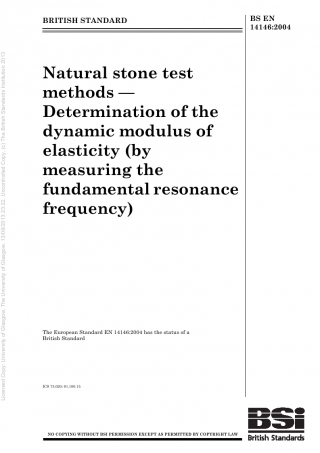 BRITISH STANDARD
BS EN
14146:2004
Natural stone test
methods —
Determination of the
dynamic modulus of
elasticity (by
measuring the
fundamental resonance
frequency)
The European Standard EN 14146:2004 has the status of a
British Standard
NO COPYING WITHOUT BSI PERMISSION EXCEPT AS PERMITTED BY COPYRIGHT LAW
BSi
British Standards